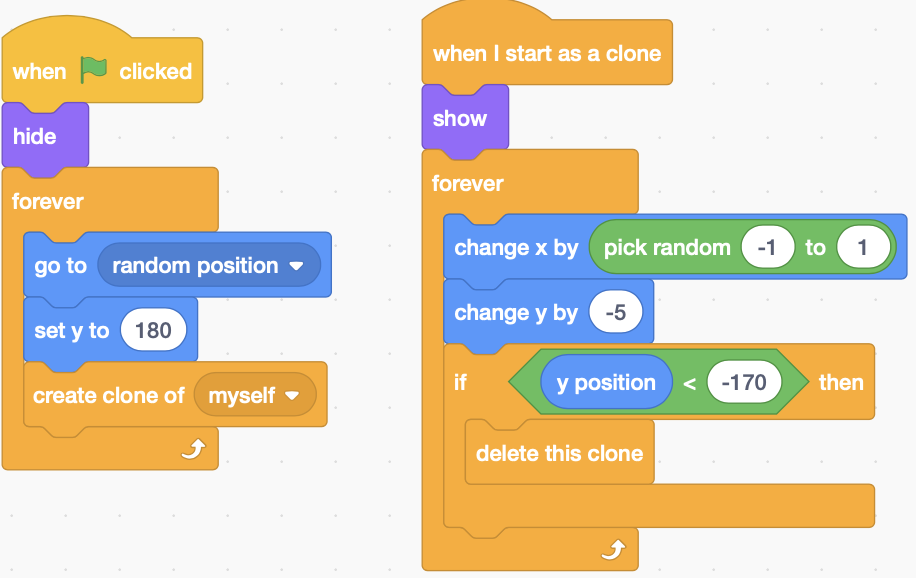 when clicked
hide
forever
go to random position
set y to 180
create clone of myself
when I start as a clone
show
forever
change x by pick random -1 to 1
change y by -5
if y position < -170 then
delete this clone